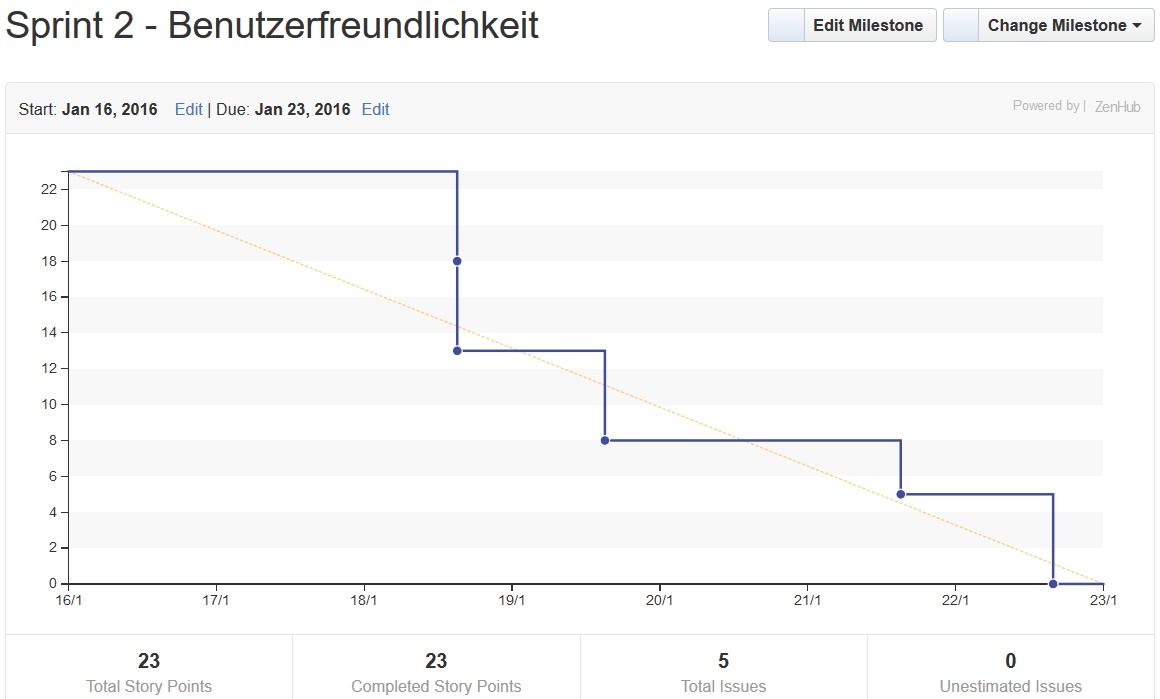 Sprint 2 - Benutzerfreundlichkeit
Edit Milestone
Change Milestone
Start: Jan 16, 2016 Edit | Due: Jan 23, 2016 Edit
Powered by | ZenHub
22
20
18
16
14
12
10
8
6
4
2
0
16/1 17/1 18/1 19/1 20/1 21/1 22/1 23/1
23 23 5 0
Total Story Points Completed Story Points Total Issues Unestimated Issues